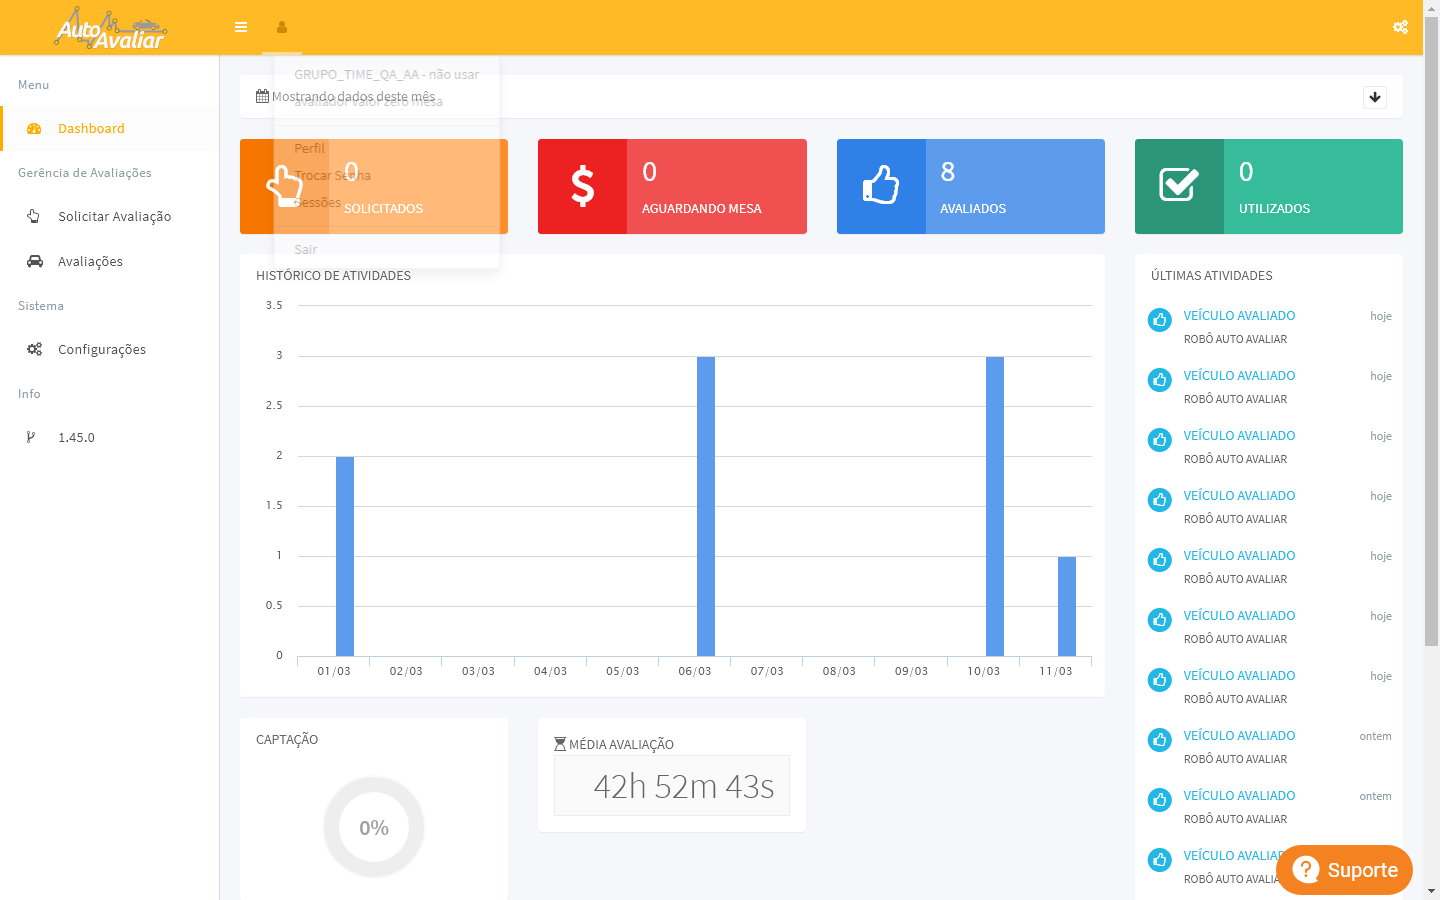 Auto Avaliar
Menu
Dashboard
Gerência de Avaliações
Solicitar Avaliação
Avaliações
Sistema
Configurações
Info
1.45.0
GRUPO_TIME_QA_AA - não usar
avaliador valor zero mesa
Perfil
Trocar Senha
Sessões
Sair
Mostrando dados deste mês
0
SOLICITADOS
0
AGUARDANDO MESA
8
AVALIADOS
0
UTILIZADOS
HISTÓRICO DE ATIVIDADES
3.5
3
2.5
2
1.5
1
0.5
0
01/03 02/03 03/03 04/03 05/03 06/03 07/03 08/03 09/03 10/03 11/03
CAPTAÇÃO
0%
MÉDIA AVALIAÇÃO
42h 52m 43s
ÚLTIMAS ATIVIDADES
VEÍCULO AVALIADO hoje
ROBÔ AUTO AVALIAR
VEÍCULO AVALIADO hoje
ROBÔ AUTO AVALIAR
VEÍCULO AVALIADO hoje
ROBÔ AUTO AVALIAR
VEÍCULO AVALIADO hoje
ROBÔ AUTO AVALIAR
VEÍCULO AVALIADO hoje
ROBÔ AUTO AVALIAR
VEÍCULO AVALIADO hoje
ROBÔ AUTO AVALIAR
VEÍCULO AVALIADO hoje
ROBÔ AUTO AVALIAR
VEÍCULO AVALIADO ontem
ROBÔ AUTO AVALIAR
VEÍCULO AVALIADO ontem
ROBÔ AUTO AVALIAR
VEÍCULO
ROBÔ AUTO
Suporte